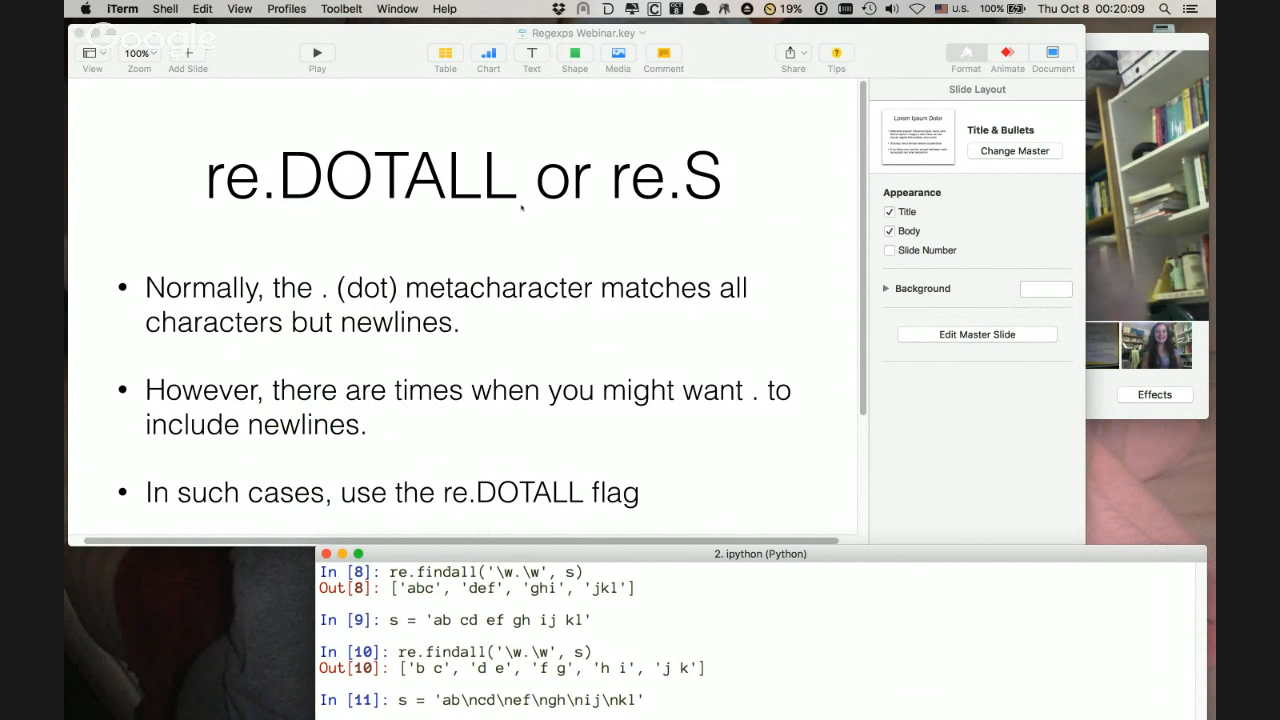 iTerm Shell Edit View Profiles Toolbelt Window Help 19% U.S. 100% Thu Oct 8 00:20:09
Google
Regexps Webinar.key
100%
View Zoom Add Slide Play Table Chart Text Shape Media Comment Share Tips Format Animate Document
Slide Layout
Title & Bullets
Change Master
Appearance
Title
Body
Slide Number
Background
Edit Master Slide
re.DOTALL or re.S
• Normally, the . (dot) metacharacter matches all
characters but newlines.
• However, there are times when you might want . to
include newlines.
• In such cases, use the re.DOTALL flag
Effects
2. ipython (Python)
In [8]: re.findall('\w.\w', s)
Out[8]: ['abc', 'def', 'ghi', 'jkl']
In [9]: s = 'ab cd ef gh ij kl'
In [10]: re.findall('\w.\w', s)
Out[10]: ['b c', 'd e', 'f g', 'h i', 'j k']
In [11]: s = 'ab\ncd\nef\ngh\nij\nkl'